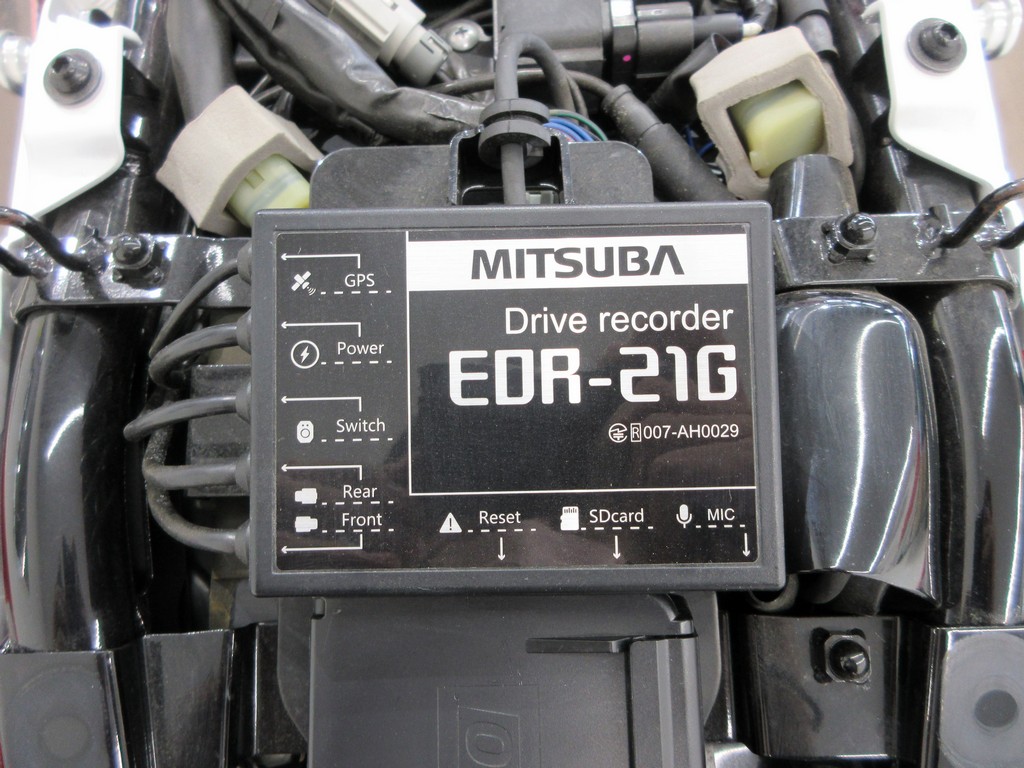 MITSUBA
Drive recorder
EDR-21G
R 007-AH0029
GPS
Power
Switch
Rear
Front
Reset
SDcard
MIC